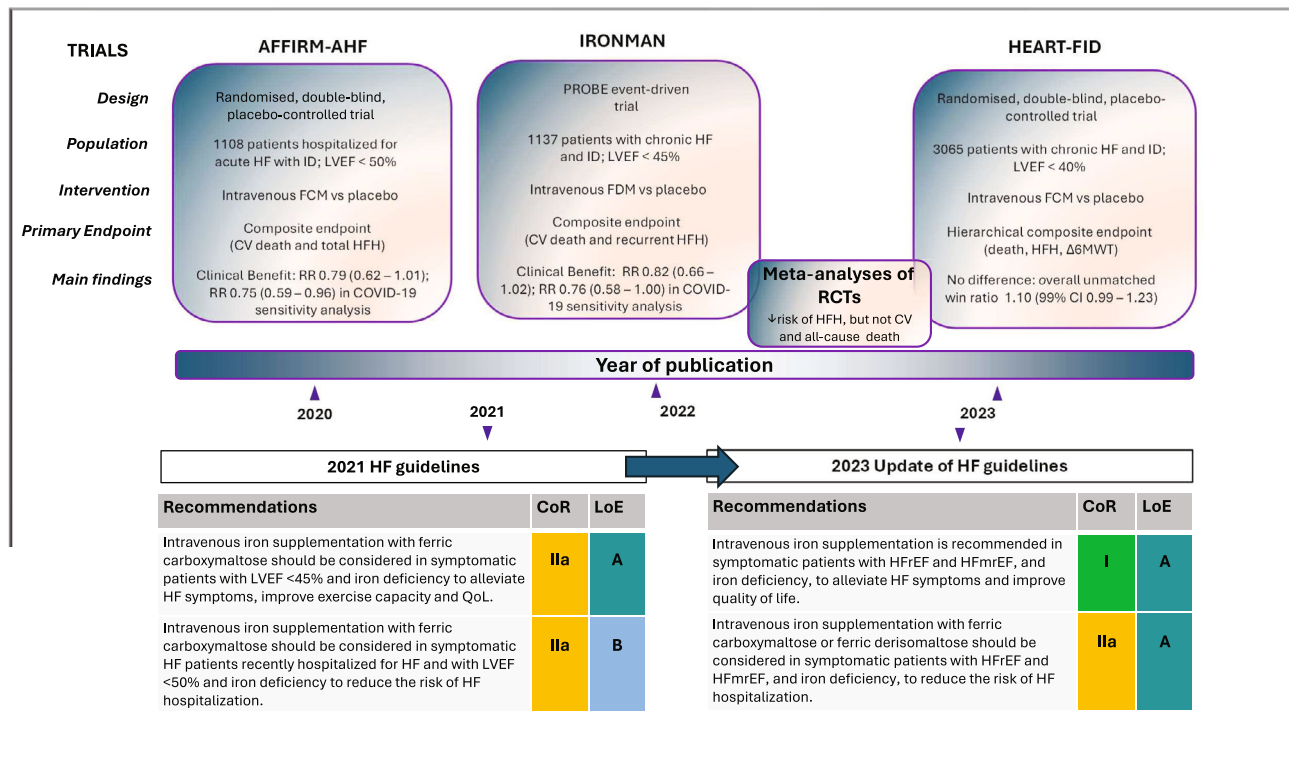 TRIALS
Design
Population
Intervention
Primary Endpoint
Main findings
AFFIRM-AHF
Randomised, double-blind,
placebo-controlled trial
1108 patients hospitalized for
acute HF with ID; LVEF < 50%
Intravenous FCM vs placebo
Composite endpoint
(CV death and total HFH)
Clinical Benefit: RR 0.79 (0.62 – 1.01);
RR 0.75 (0.59 – 0.96) in COVID-19
sensitivity analysis
IRONMAN
PROBE event-driven
trial
1137 patients with chronic HF
and ID; LVEF < 45%
Intravenous FDM vs placebo
Composite endpoint
(CV death and recurrent HFH)
Clinical Benefit: RR 0.82 (0.66 –
1.02); RR 0.76 (0.58 – 1.00) in COVID-
19 sensitivity analysis
Meta-analyses of
RCTs
↓risk of HFH, but not CV
and all-cause death
HEART-FID
Randomised, double-blind, placebo-
controlled trial
3065 patients with chronic HF and ID;
LVEF < 40%
Intravenous FCM vs placebo
Hierarchical composite endpoint
(death, HFH, Δ6MWT)
No difference: overall unmatched
win ratio 1.10 (99% CI 0.99 – 1.23)
Year of publication
2020
2021
2022
2023
2021 HF guidelines
Recommendations CoR LoE
Intravenous iron supplementation with ferric
carboxymaltose should be considered in symptomatic
patients with LVEF <45% and iron deficiency to alleviate
HF symptoms, improve exercise capacity and QoL.
IIa A
Intravenous iron supplementation with ferric
carboxymaltose should be considered in symptomatic
HF patients recently hospitalized for HF and with LVEF
<50% and iron deficiency to reduce the risk of HF
hospitalization.
IIa B
2023 Update of HF guidelines
Recommendations CoR LoE
Intravenous iron supplementation is recommended in
symptomatic patients with HFrEF and HFmrEF, and
iron deficiency, to alleviate HF symptoms and improve
quality of life.
I A
Intravenous iron supplementation with ferric
carboxymaltose or ferric derisomaltose should be
considered in symptomatic patients with HFrEF and
HFmrEF, and iron deficiency, to reduce the risk of HF
hospitalization.
IIa A